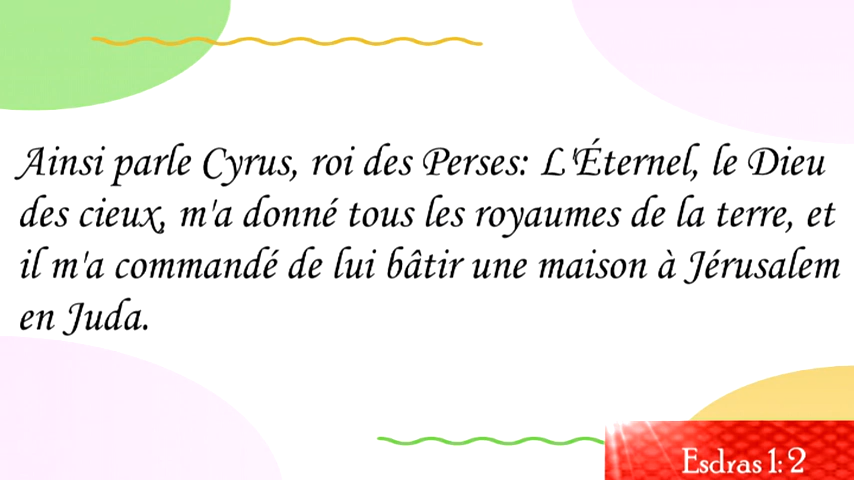 Ainsi parle Cyrus, roi des Perses: L'Éternel, le Dieu
des cieux, m'a donné tous les royaumes de la terre, et
il m'a commandé de lui bâtir une maison à Jérusalem
en Juda.
Esdras 1: 2